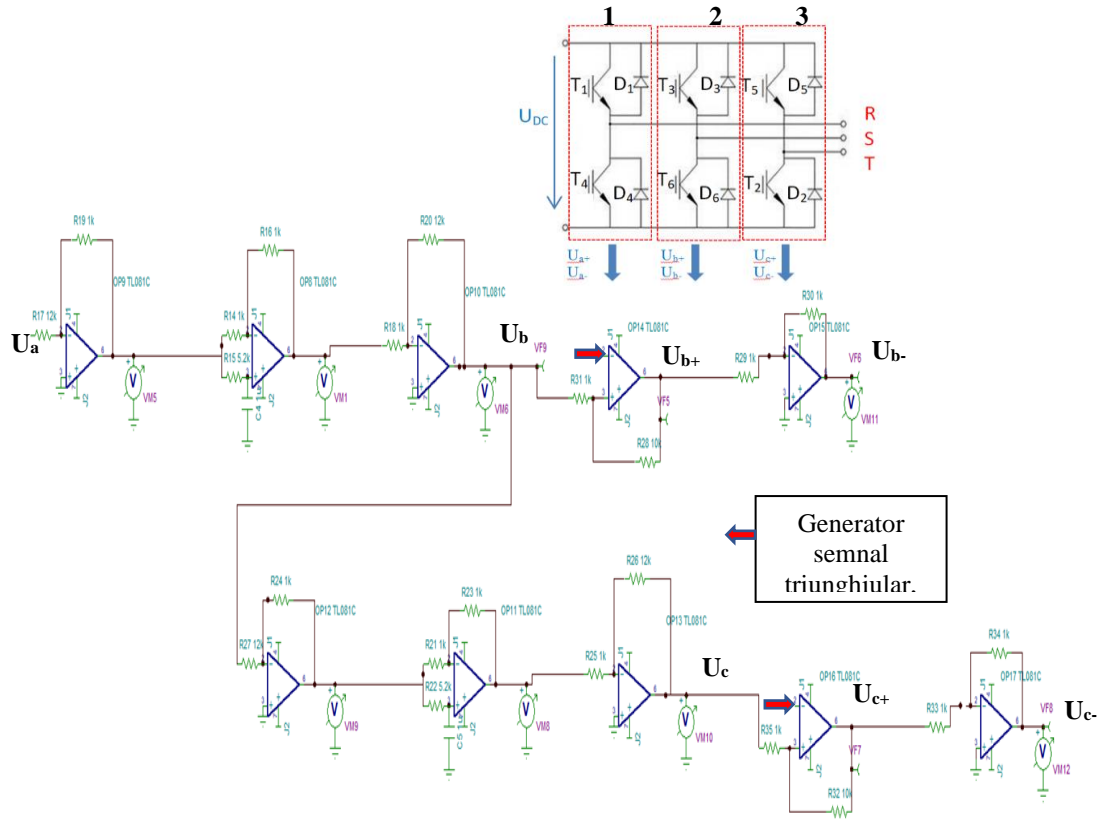 1 2 3
T1 D1 T3 D3 T5 D5
UDC
R
S
T
T4 D4 T6 D6 T2 D2
Ua+ Ub+ Uc+
Ua- Ub- Uc-
R19 1k
R16 1k
R20 12k
OP9 TL081C
OP8 TL081C
OP10 TL081C
R30 1k
OP14 TL081C
OP15 TL081C
R17 12k
R14 1k
R18 1k
Ua
R15 5.2k
Ub
VF9
Ub+
R29 1k
VF6
Ub-
R31 1k
VF5
VM5
VM1
VM6
VM11
R28 10k
Generator
semnal
triunghiular.
R24 1k
R23 1k
R26 12k
OP12 TL081C
OP11 TL081C
OP13 TL081C
R27 12k
R21 1k
R25 1k
R34 1k
R22 5.2k
Uc
OP16 TL081C
Uc+
OP17 TL081C
R33 1k
VF8
Uc-
R35 1k
VF7
VM9
VM8
VM10
VM12
R32 10k